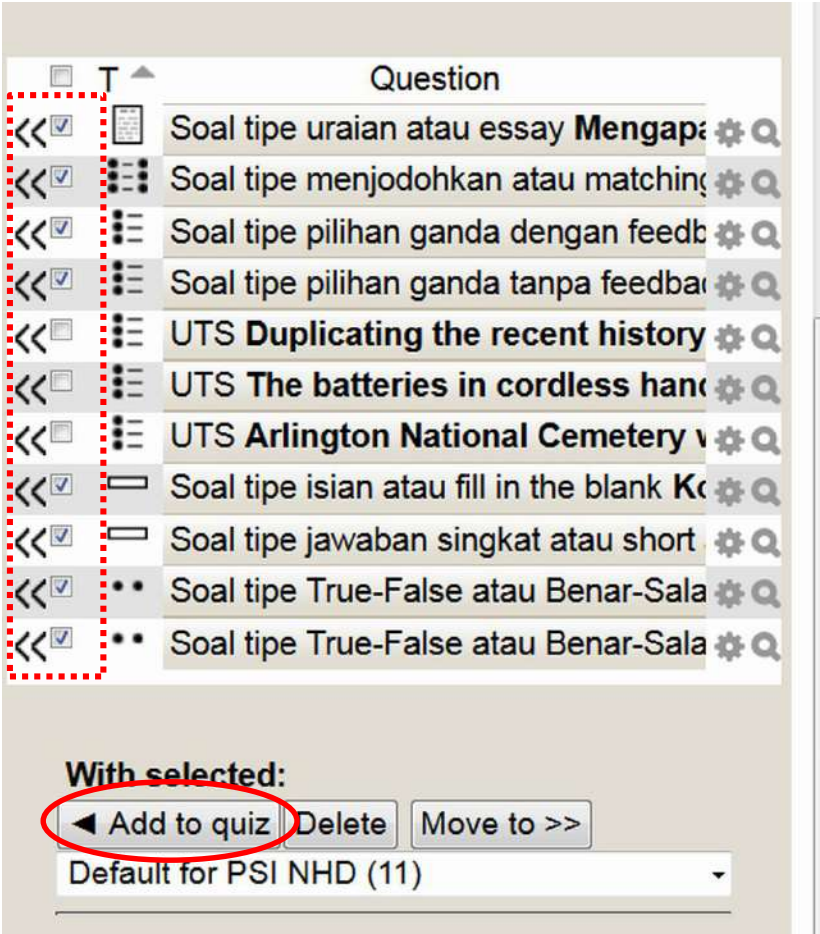 T Question
<< Soal tipe uraian atau essay Mengapa
<< Soal tipe menjodohkan atau matching
<< Soal tipe pilihan ganda dengan feedb
<< Soal tipe pilihan ganda tanpa feedbac
<< UTS Duplicating the recent history
<< UTS The batteries in cordless hand
<< UTS Arlington National Cemetery w
<< Soal tipe isian atau fill in the blank Ko
<< Soal tipe jawaban singkat atau short
<< Soal tipe True-False atau Benar-Sala
<< Soal tipe True-False atau Benar-Sala
With selected:
◄ Add to quiz Delete Move to >>
Default for PSI NHD (11)